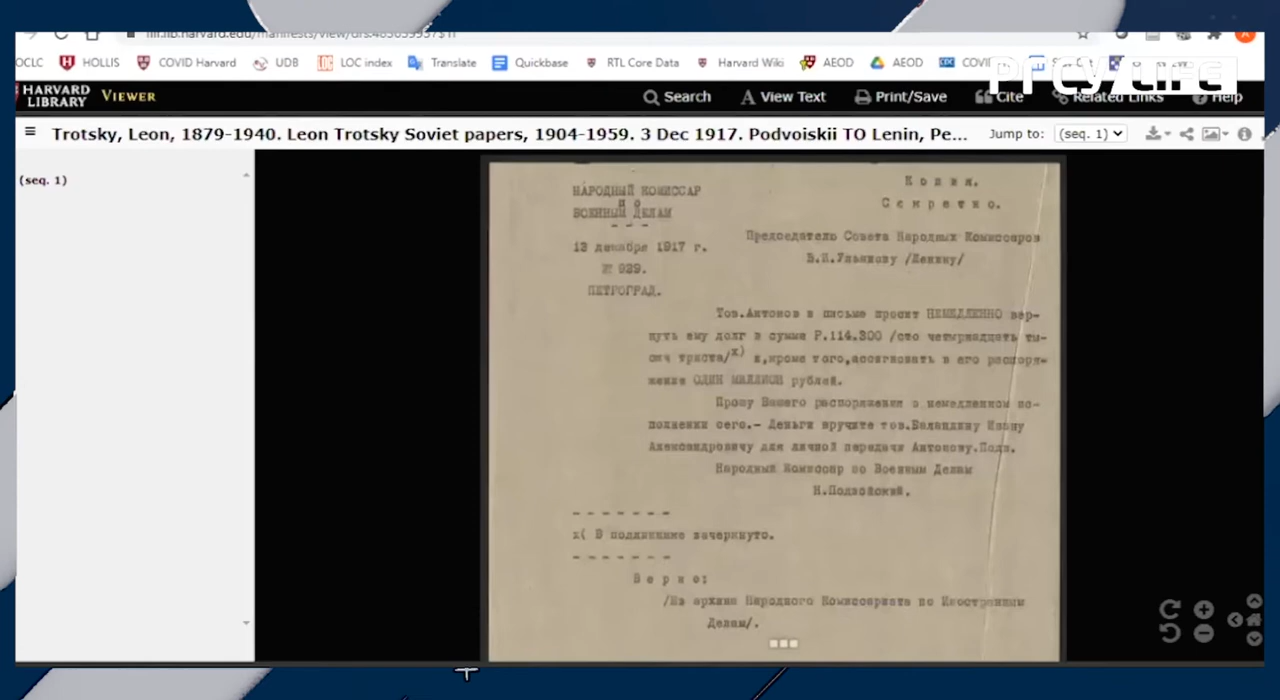 OCLC HOLLIS COVID Harvard UDB LOC index Translate Quickbase RTL Core Data Harvard Wiki AEOD AEOD
HARVARD LIBRARY VIEWER Search View Text Print/Save Cite Related Links Help
Trotsky, Leon, 1879-1940. Leon Trotsky Soviet papers, 1904-1959. 3 Dec 1917. Podvoiskii TO Lenin, Pe... Jump to: (seq. 1)
(seq. 1)
НАРОДНЫЙ КОМИССАР
ПО
ВОЕННЫМ ДЕЛАМ
13 декабря 1917 г.
№ 929.
ПЕТРОГРАД.
Копия.
Секретно.
Председателю Совета Народных Комиссаров
В.И.Ульянову /Ленину/
Тов.Антонов в письме просит НЕМЕДЛЕННО вер-
нуть ему долг в сумме Р.114.300 /сто четырнадцать ты-
сяч триста/х) и,кроме того,ассигновать в его распоря-
жение ОДИН МИЛЛИОН рублей.
Прошу Вашего распоряжения о немедленном ис-
полнении сего.- Деньги вручите тов.Баландину Ивану
Александровичу для личной передачи Антонову.Подп.
Народный Комиссар по Военным Делам
Н.Подвойский.
х( В подлиннике зачеркнуто.
Верно:
/Из архива Народного Комиссариата по Иностранным
Делам/.